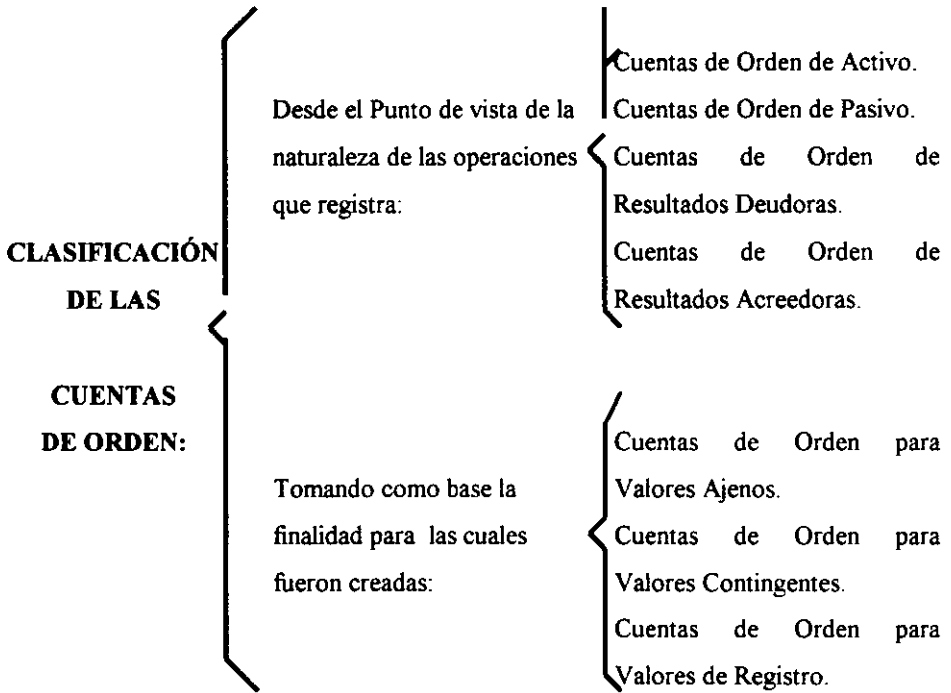 CLASIFICACIÓN
DE LAS
CUENTAS
DE ORDEN:
Desde el Punto de vista de la
naturaleza de las operaciones
que registra:
Cuentas de Orden de Activo.
Cuentas de Orden de Pasivo.
Cuentas de Orden de
Resultados Deudoras.
Cuentas de Orden de
Resultados Acreedoras.
Tomando como base la
finalidad para las cuales
fueron creadas:
Cuentas de Orden para
Valores Ajenos.
Cuentas de Orden para
Valores Contingentes.
Cuentas de Orden para
Valores de Registro.